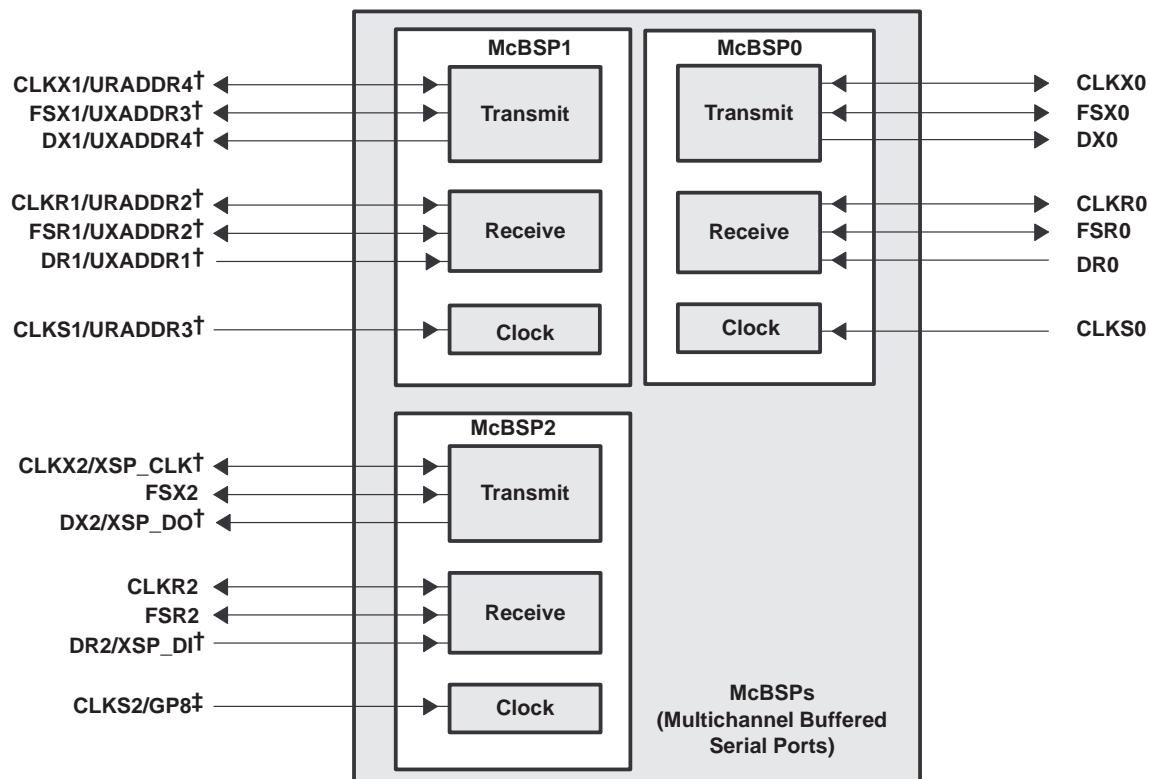 McBSP1
McBSP0
CLKX1/URADDR4†
FSX1/UXADDR3†
DX1/UXADDR4†
Transmit
Transmit
CLKX0
FSX0
DX0
CLKR1/URADDR2†
FSR1/UXADDR2†
DR1/UXADDR1†
Receive
Receive
CLKR0
FSR0
DR0
CLKS1/URADDR3†
Clock
Clock
CLKS0
McBSP2
CLKX2/XSP_CLK†
FSX2
DX2/XSP_DO†
Transmit
CLKR2
FSR2
DR2/XSP_DI†
Receive
CLKS2/GP8‡
Clock
McBSPs
(Multichannel Buffered
Serial Ports)